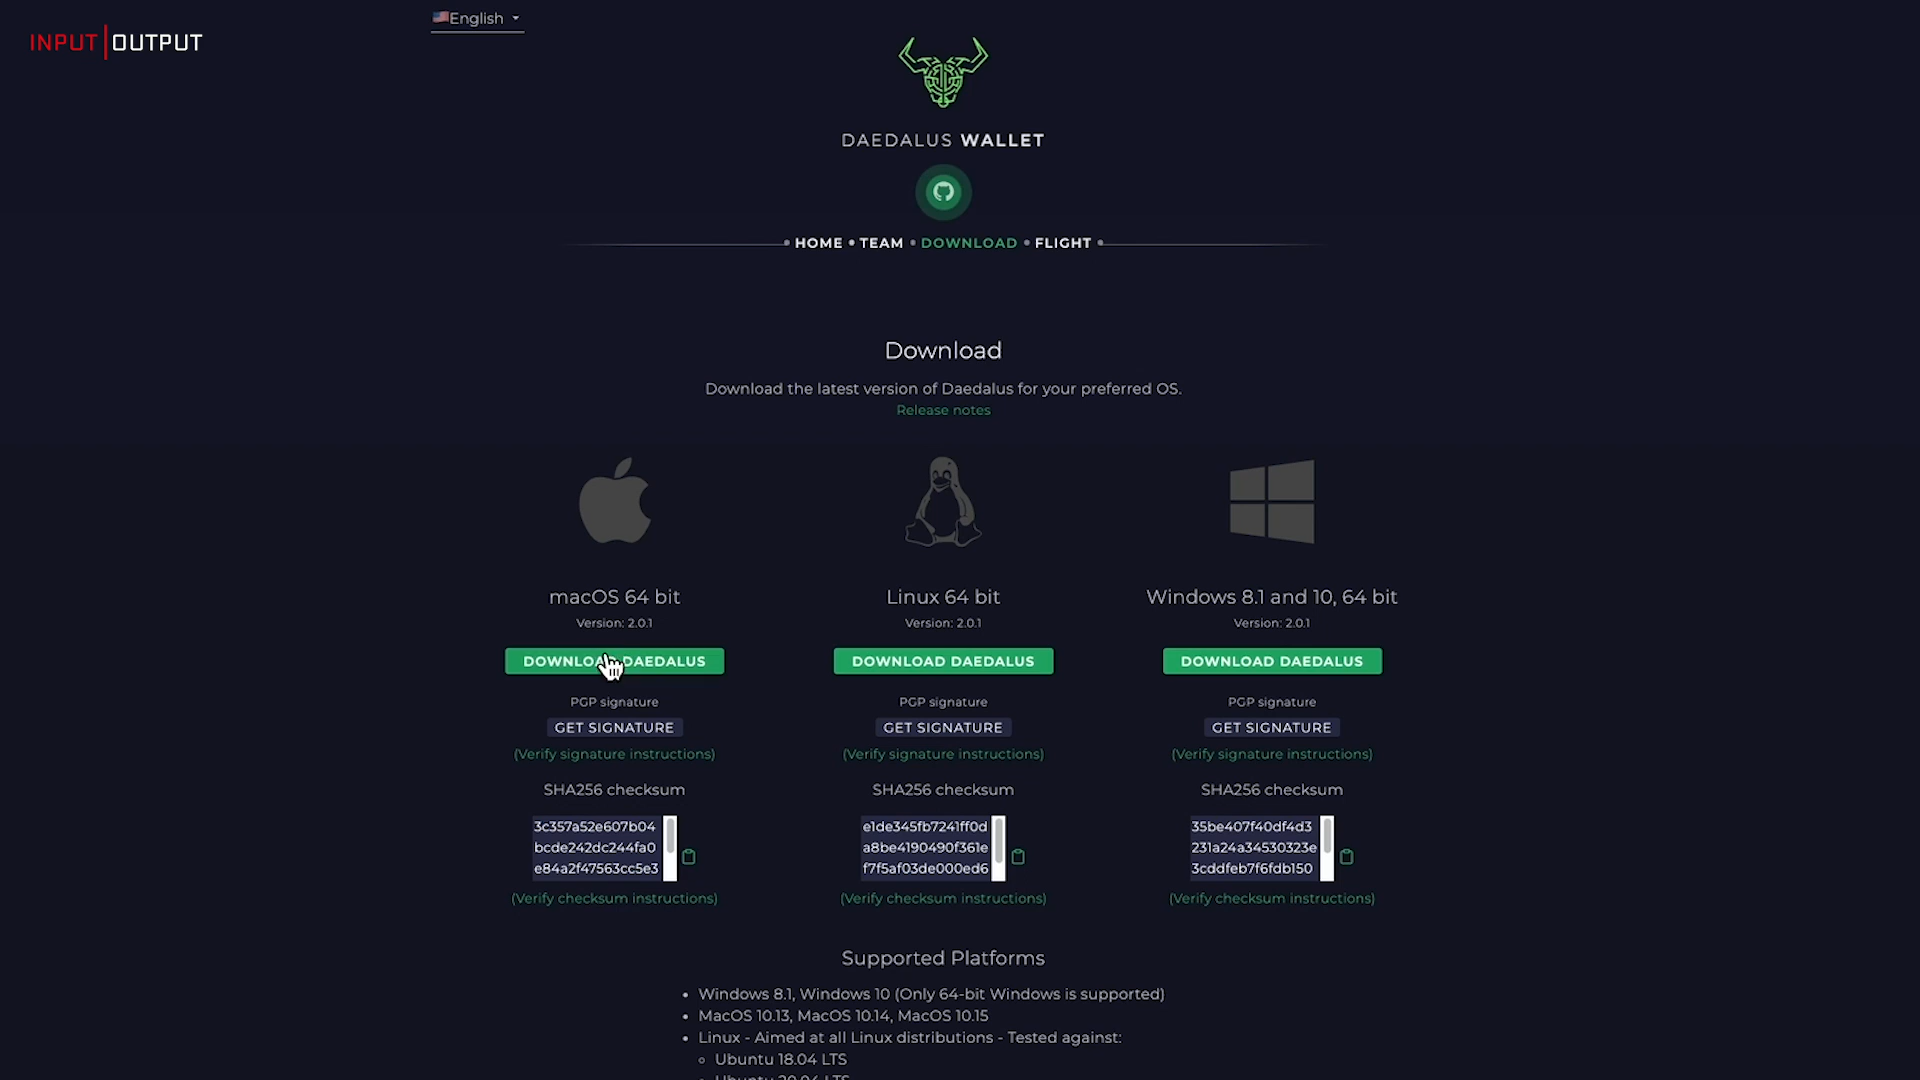 English
INPUT|OUTPUT
DAEDALUS WALLET
HOME • TEAM • DOWNLOAD • FLIGHT
Download
Download the latest version of Daedalus for your preferred OS.
Release notes
macOS 64 bit
Version: 2.0.1
DOWNLOAD DAEDALUS
PGP signature
GET SIGNATURE
(Verify signature instructions)
SHA256 checksum
3c357a52e607b04
bcde242dc244fa0
e84a2f47563cc5e3
(Verify checksum instructions)
Linux 64 bit
Version: 2.0.1
DOWNLOAD DAEDALUS
PGP signature
GET SIGNATURE
(Verify signature instructions)
SHA256 checksum
e1de345fb7241ff0d
a8be4190490f361e
f7f5af03de000ed6
(Verify checksum instructions)
Windows 8.1 and 10, 64 bit
Version: 2.0.1
DOWNLOAD DAEDALUS
PGP signature
GET SIGNATURE
(Verify signature instructions)
SHA256 checksum
35be407f40df4d3
231a24a34530323e
3cddfeb7f6fdb150
(Verify checksum instructions)
Supported Platforms
• Windows 8.1, Windows 10 (Only 64-bit Windows is supported)
• MacOS 10.13, MacOS 10.14, MacOS 10.15
• Linux - Aimed at all Linux distributions - Tested against:
Ubuntu 18.04 LTS
Ubuntu 20.04 LTS